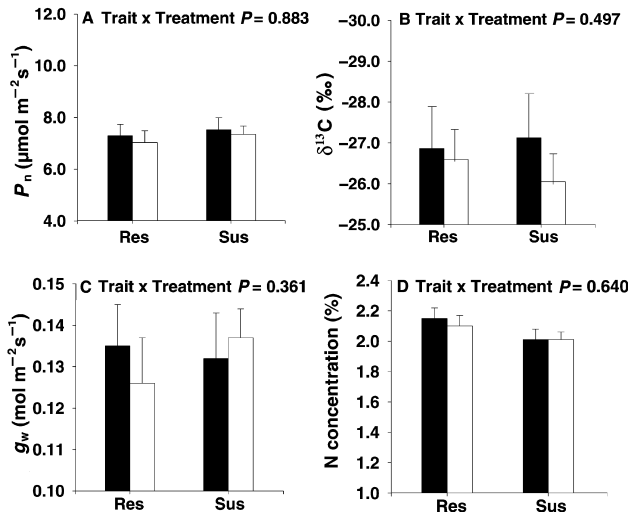 A Trait x Treatment P = 0.883
12.0
10.0
8.0
6.0
4.0
Pn (μmol m−2s−1)
Res Sus
B Trait x Treatment P = 0.497
−30.0
−29.0
−28.0
−27.0
−26.0
−25.0
δ13C (‰)
Res Sus
C Trait x Treatment P = 0.361
0.15
0.14
0.13
0.12
0.11
0.10
gw (mol m−2s−1)
Res Sus
D Trait x Treatment P = 0.640
2.4
2.2
2.0
1.8
1.6
1.4
1.2
1.0
N concentration (%)
Res Sus